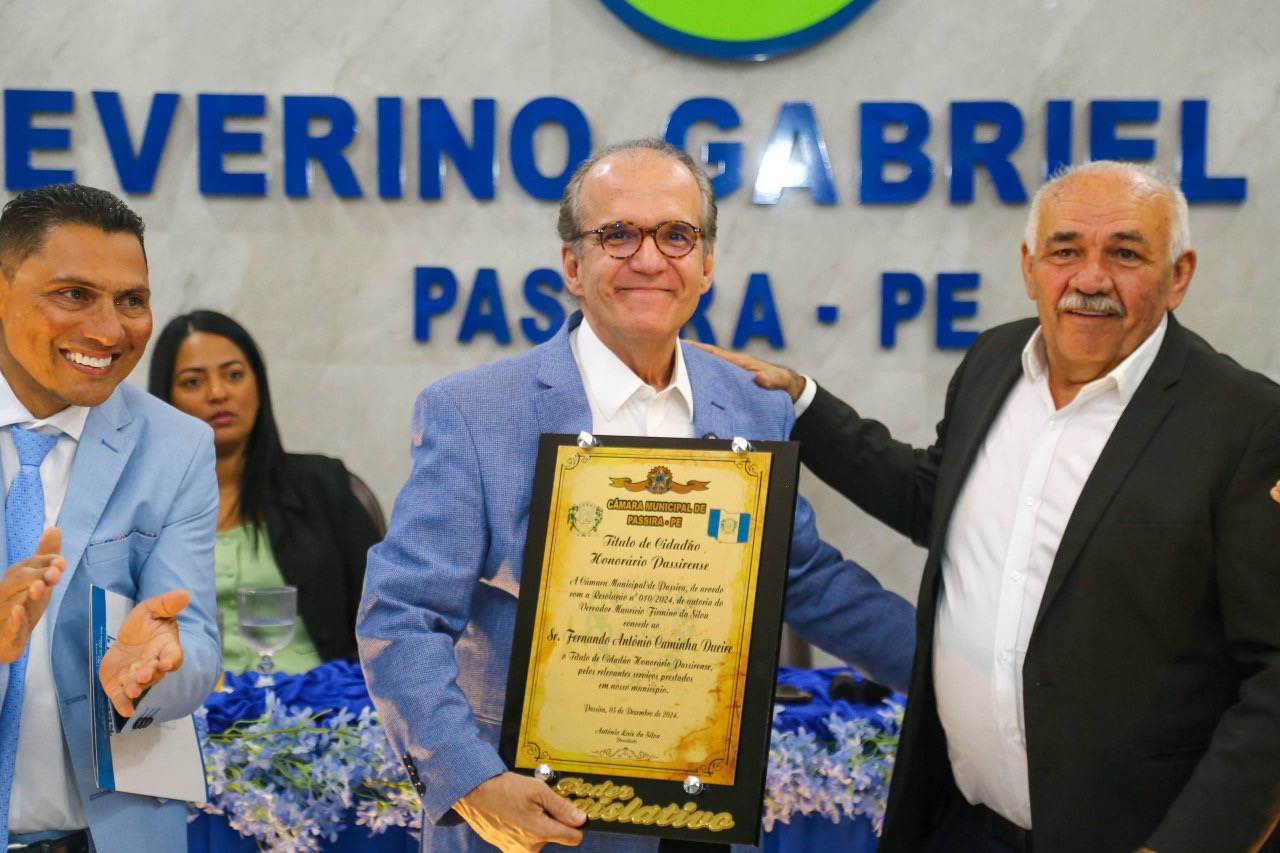 EVERINO GABRIEL
PASSIRA - PE
CÂMARA MUNICIPAL DE
PASSIRA - PE
Título de Cidadão
Honorário Passirense
A Câmara Municipal de Passira, de acordo
com a Resolução nº 010/2024, de autoria do
Vereador Maurício Firmino da Silva
concede ao
Sr. Fernando Antônio Caminha Dueire
o Título de Cidadão Honorário Passirense,
pelos relevantes serviços prestados
em nosso município.
Passira, 05 de Dezembro de 2024.
Antônio Luis da Silva
Presidente
Poder
Legislativo